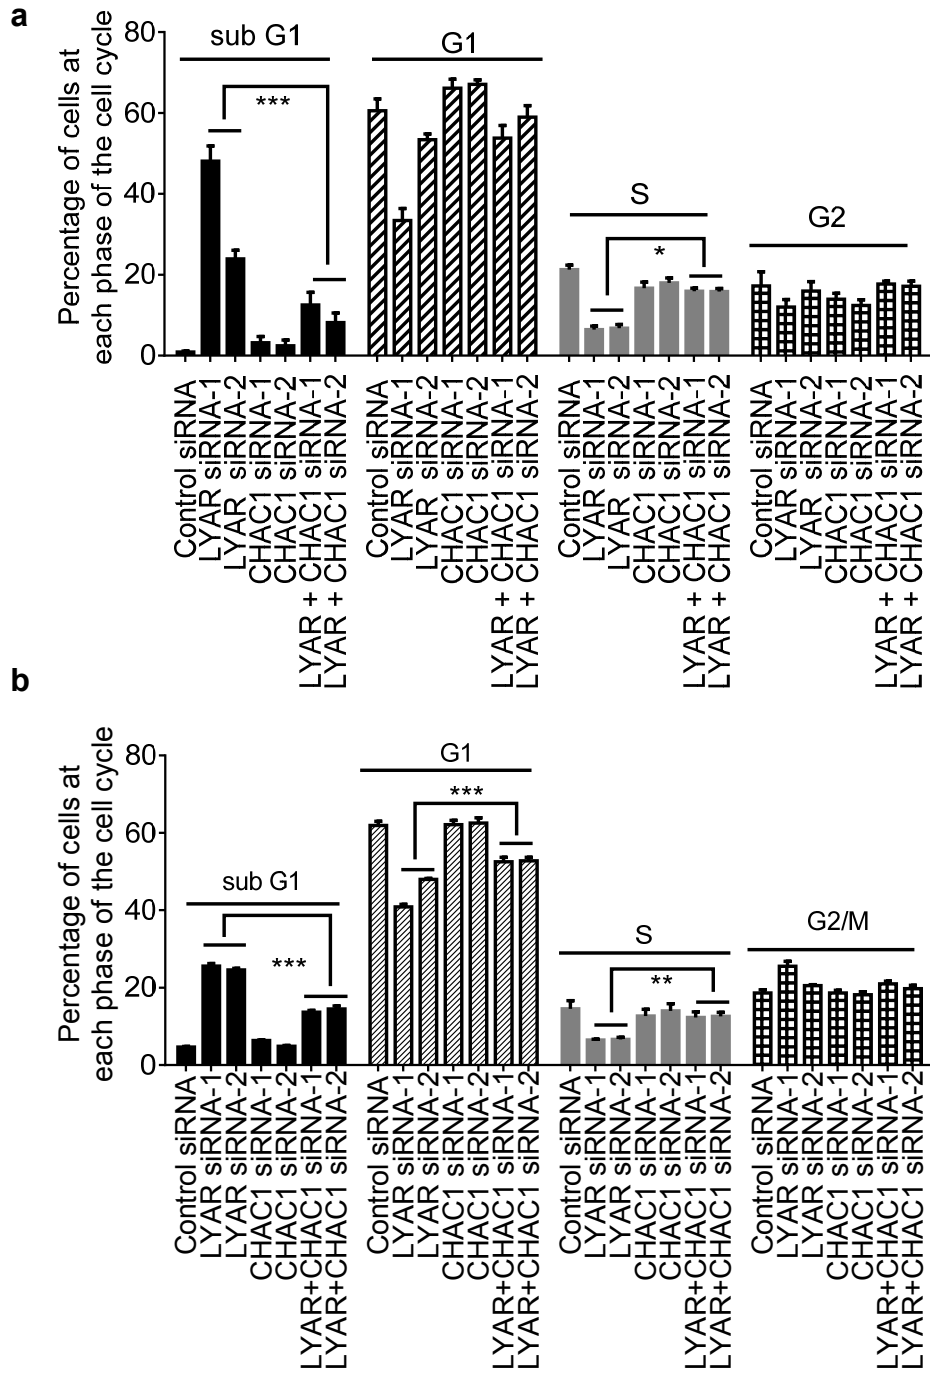 a
Percentage of cells at
each phase of the cell cycle
80
60
40
20
0
sub G1
***
G1
S
*
G2
Control siRNA
LYAR siRNA-1
LYAR siRNA-2
CHAC1 siRNA-1
CHAC1 siRNA-2
LYAR + CHAC1 siRNA-1
LYAR + CHAC1 siRNA-2
Control siRNA
LYAR siRNA-1
LYAR siRNA-2
CHAC1 siRNA-1
CHAC1 siRNA-2
LYAR + CHAC1 siRNA-1
LYAR + CHAC1 siRNA-2
Control siRNA
LYAR siRNA-1
LYAR siRNA-2
CHAC1 siRNA-1
CHAC1 siRNA-2
LYAR + CHAC1 siRNA-1
LYAR + CHAC1 siRNA-2
Control siRNA
LYAR siRNA-1
LYAR siRNA-2
CHAC1 siRNA-1
CHAC1 siRNA-2
LYAR + CHAC1 siRNA-1
LYAR + CHAC1 siRNA-2
b
Percentage of cells at
each phase of the cell cycle
80
60
40
20
0
sub G1
***
G1
***
S
**
G2/M
Control siRNA
LYAR siRNA-1
LYAR siRNA-2
CHAC1 siRNA-1
CHAC1 siRNA-2
LYAR+CHAC1 siRNA-1
LYAR+CHAC1 siRNA-2
Control siRNA
LYAR siRNA-1
LYAR siRNA-2
CHAC1 siRNA-1
CHAC1 siRNA-2
LYAR+CHAC1 siRNA-1
LYAR+CHAC1 siRNA-2
Control siRNA
LYAR siRNA-1
LYAR siRNA-2
CHAC1 siRNA-1
CHAC1 siRNA-2
LYAR+CHAC1 siRNA-1
LYAR+CHAC1 siRNA-2
Control siRNA
LYAR siRNA-1
LYAR siRNA-2
CHAC1 siRNA-1
CHAC1 siRNA-2
LYAR+CHAC1 siRNA-1
LYAR+CHAC1 siRNA-2